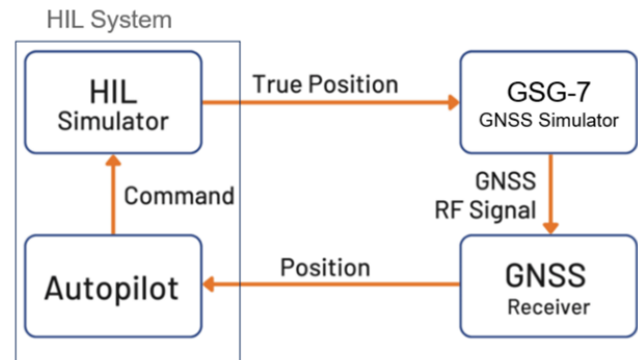 HIL System
HIL
Simulator
True Position
GSG-7
GNSS Simulator
Command
GNSS
RF Signal
Autopilot
Position
GNSS
Receiver